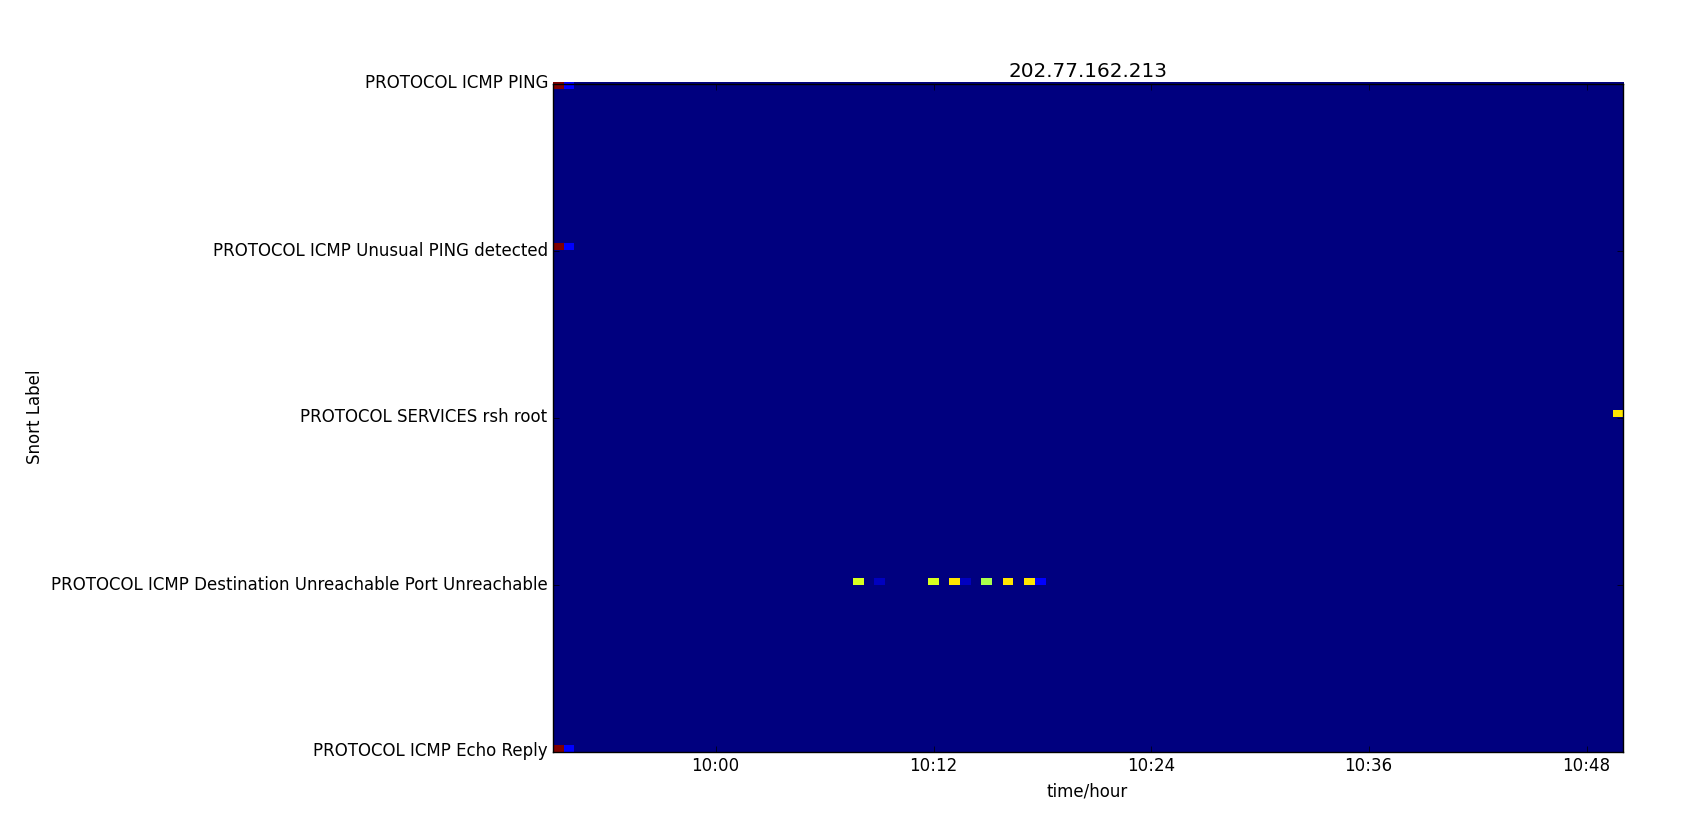 202.77.162.213
PROTOCOL ICMP PING
PROTOCOL ICMP Unusual PING detected
PROTOCOL SERVICES rsh root
PROTOCOL ICMP Destination Unreachable Port Unreachable
PROTOCOL ICMP Echo Reply
Snort Label
10:00 10:12 10:24 10:36 10:48
time/hour